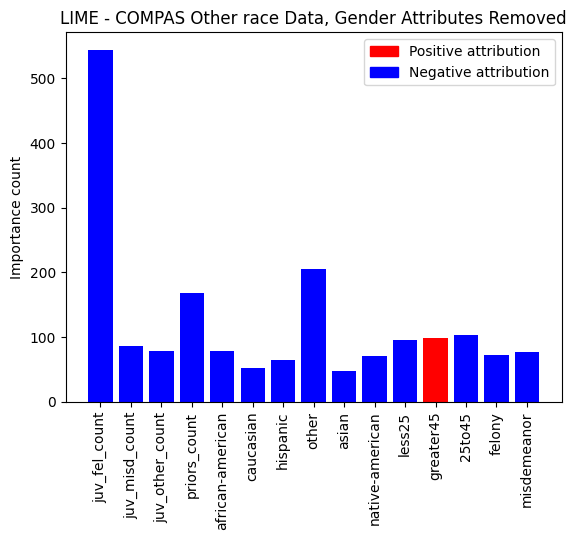 LIME - COMPAS Other race Data, Gender Attributes Removed
Positive attribution
Negative attribution
Importance count
500
400
300
200
100
0
juv_fel_count
juv_misd_count
juv_other_count
priors_count
african-american
caucasian
hispanic
other
asian
native-american
less25
greater45
25to45
felony
misdemeanor